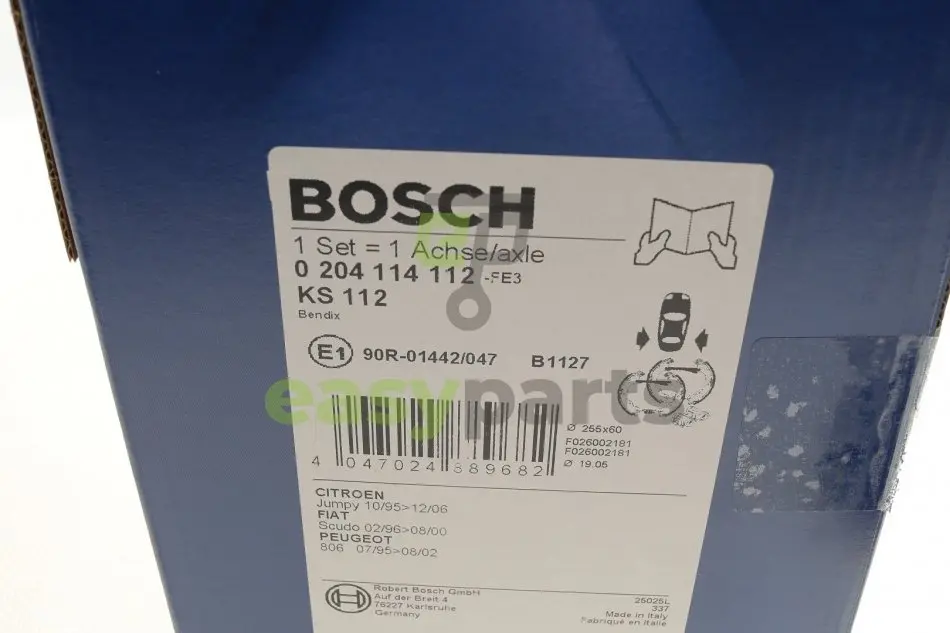 BOSCH
1 Set = 1 Achse/axle
0 204 114 112 -FE3
KS 112
Bendix
E1 90R-01442/047 B1127
easyparts
Ø 255x60
F026002181
F026002181
Ø 19.05
4 047024 389682
CITROEN
Jumpy 10/95>12/06
FIAT
Scudo 02/96>08/00
PEUGEOT
806 07/95>08/02
Robert Bosch GmbH
Auf der Breit 4
76227 Karlsruhe
Germany
25025L
337
Made in Italy
Fabriqué en Italie